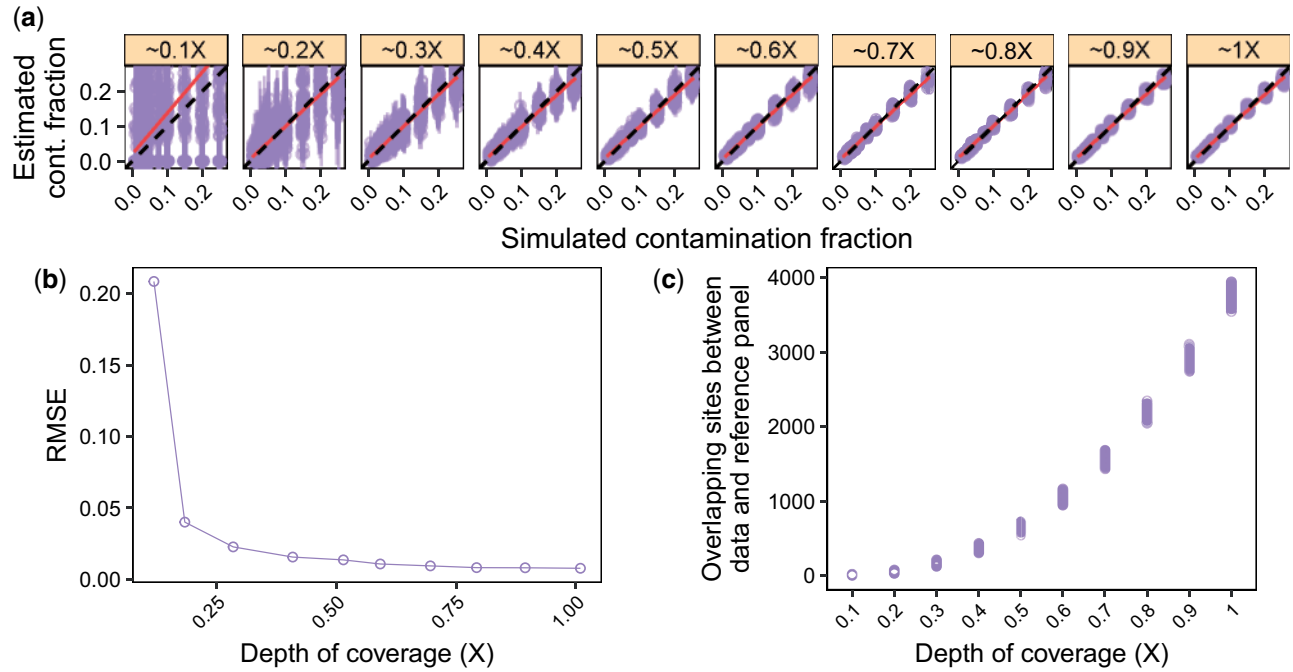 (a)
~0.1X ~0.2X ~0.3X ~0.4X ~0.5X ~0.6X ~0.7X ~0.8X ~0.9X ~1X
Estimated
cont. fraction
0.2
0.1
0.0
0.0 0.1 0.2 0.0 0.1 0.2 0.0 0.1 0.2 0.0 0.1 0.2 0.0 0.1 0.2 0.0 0.1 0.2 0.0 0.1 0.2 0.0 0.1 0.2 0.0 0.1 0.2 0.0 0.1 0.2
Simulated contamination fraction
(b)
RMSE
0.20
0.15
0.10
0.05
0.00
0.25 0.50 0.75 1.00
Depth of coverage (X)
(c)
Overlapping sites between
data and reference panel
4000
3000
2000
1000
0
0.1 0.2 0.3 0.4 0.5 0.6 0.7 0.8 0.9 1
Depth of coverage (X)